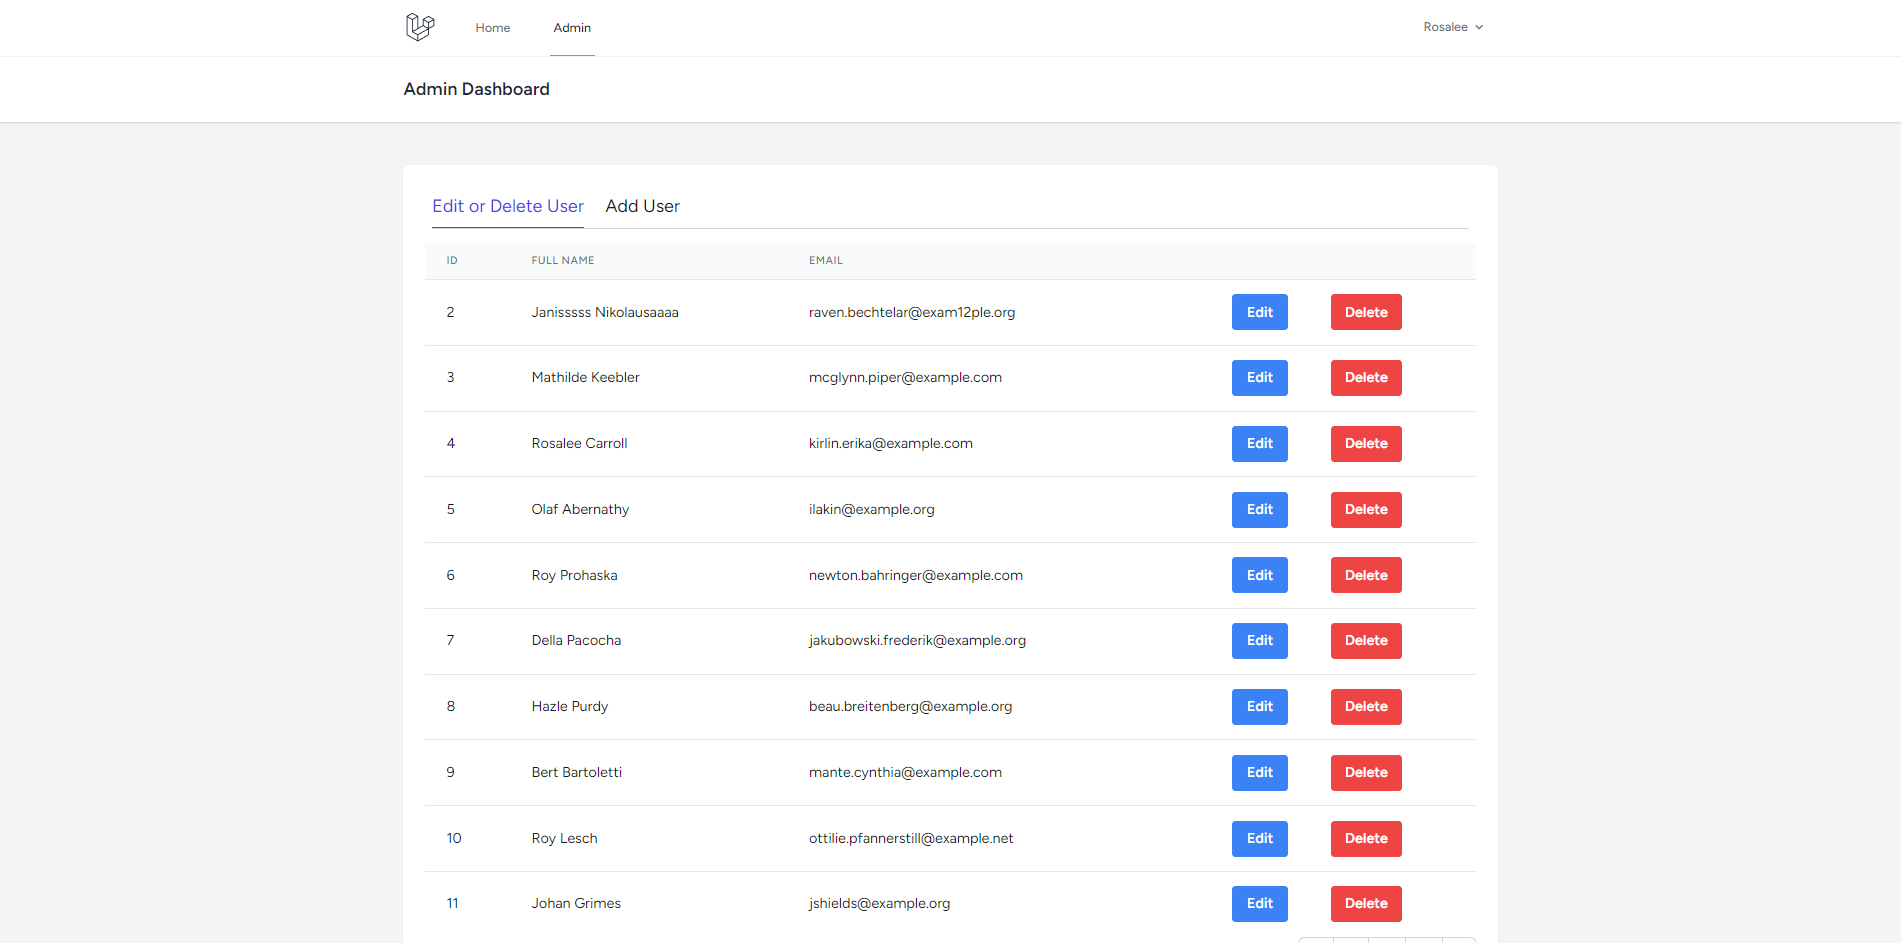 Home Admin Rosalee
Admin Dashboard
Edit or Delete User Add User
ID FULL NAME EMAIL
2 Janisssss Nikolausaaaa raven.bechtelar@exam12ple.org Edit Delete
3 Mathilde Keebler mcglynn.piper@example.com Edit Delete
4 Rosalee Carroll kirlin.erika@example.com Edit Delete
5 Olaf Abernathy ilakin@example.org Edit Delete
6 Roy Prohaska newton.bahringer@example.com Edit Delete
7 Della Pacocha jakubowski.frederik@example.org Edit Delete
8 Hazle Purdy beau.breitenberg@example.org Edit Delete
9 Bert Bartoletti mante.cynthia@example.com Edit Delete
10 Roy Lesch ottilie.pfannerstill@example.net Edit Delete
11 Johan Grimes jshields@example.org Edit Delete